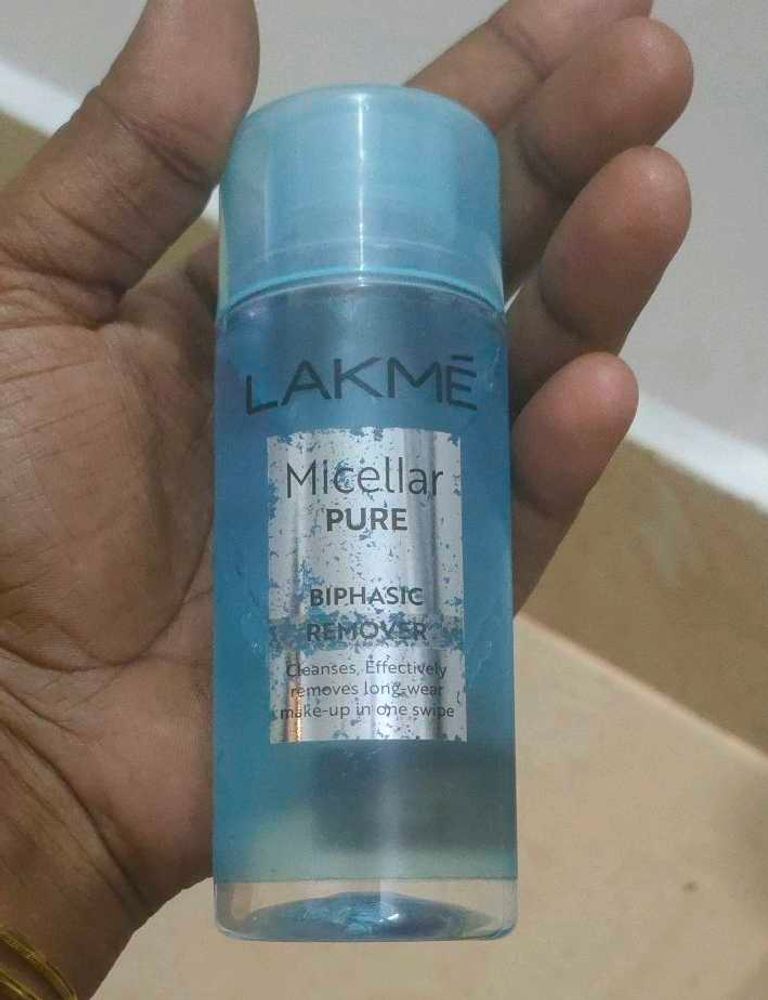 LAKMĒ
Micellar
PURE
BIPHASIC
REMOVER
Cleanses, Effectively
removes long-wear
make-up in one swipe